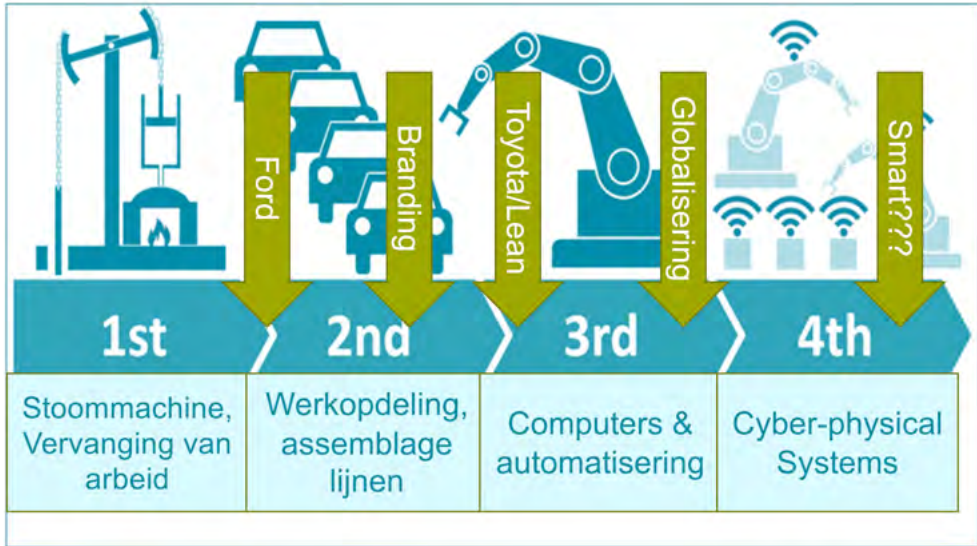 Ford
Branding
Toyota/Lean
Globalisering
Smart???
1st
2nd
3rd
4th
Stoommachine,
Vervanging van
arbeid
Werkopdeling,
assemblage
lijnen
Computers &
automatisering
Cyber-physical
Systems